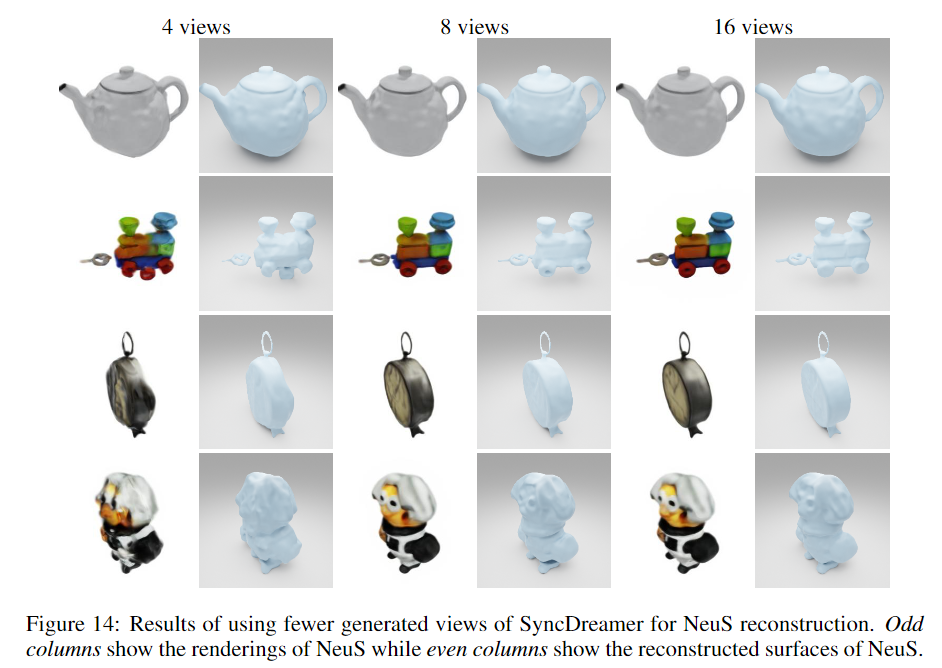 4 views 8 views 16 views
Figure 14: Results of using fewer generated views of SyncDreamer for NeuS reconstruction. Odd
columns show the renderings of NeuS while even columns show the reconstructed surfaces of NeuS.